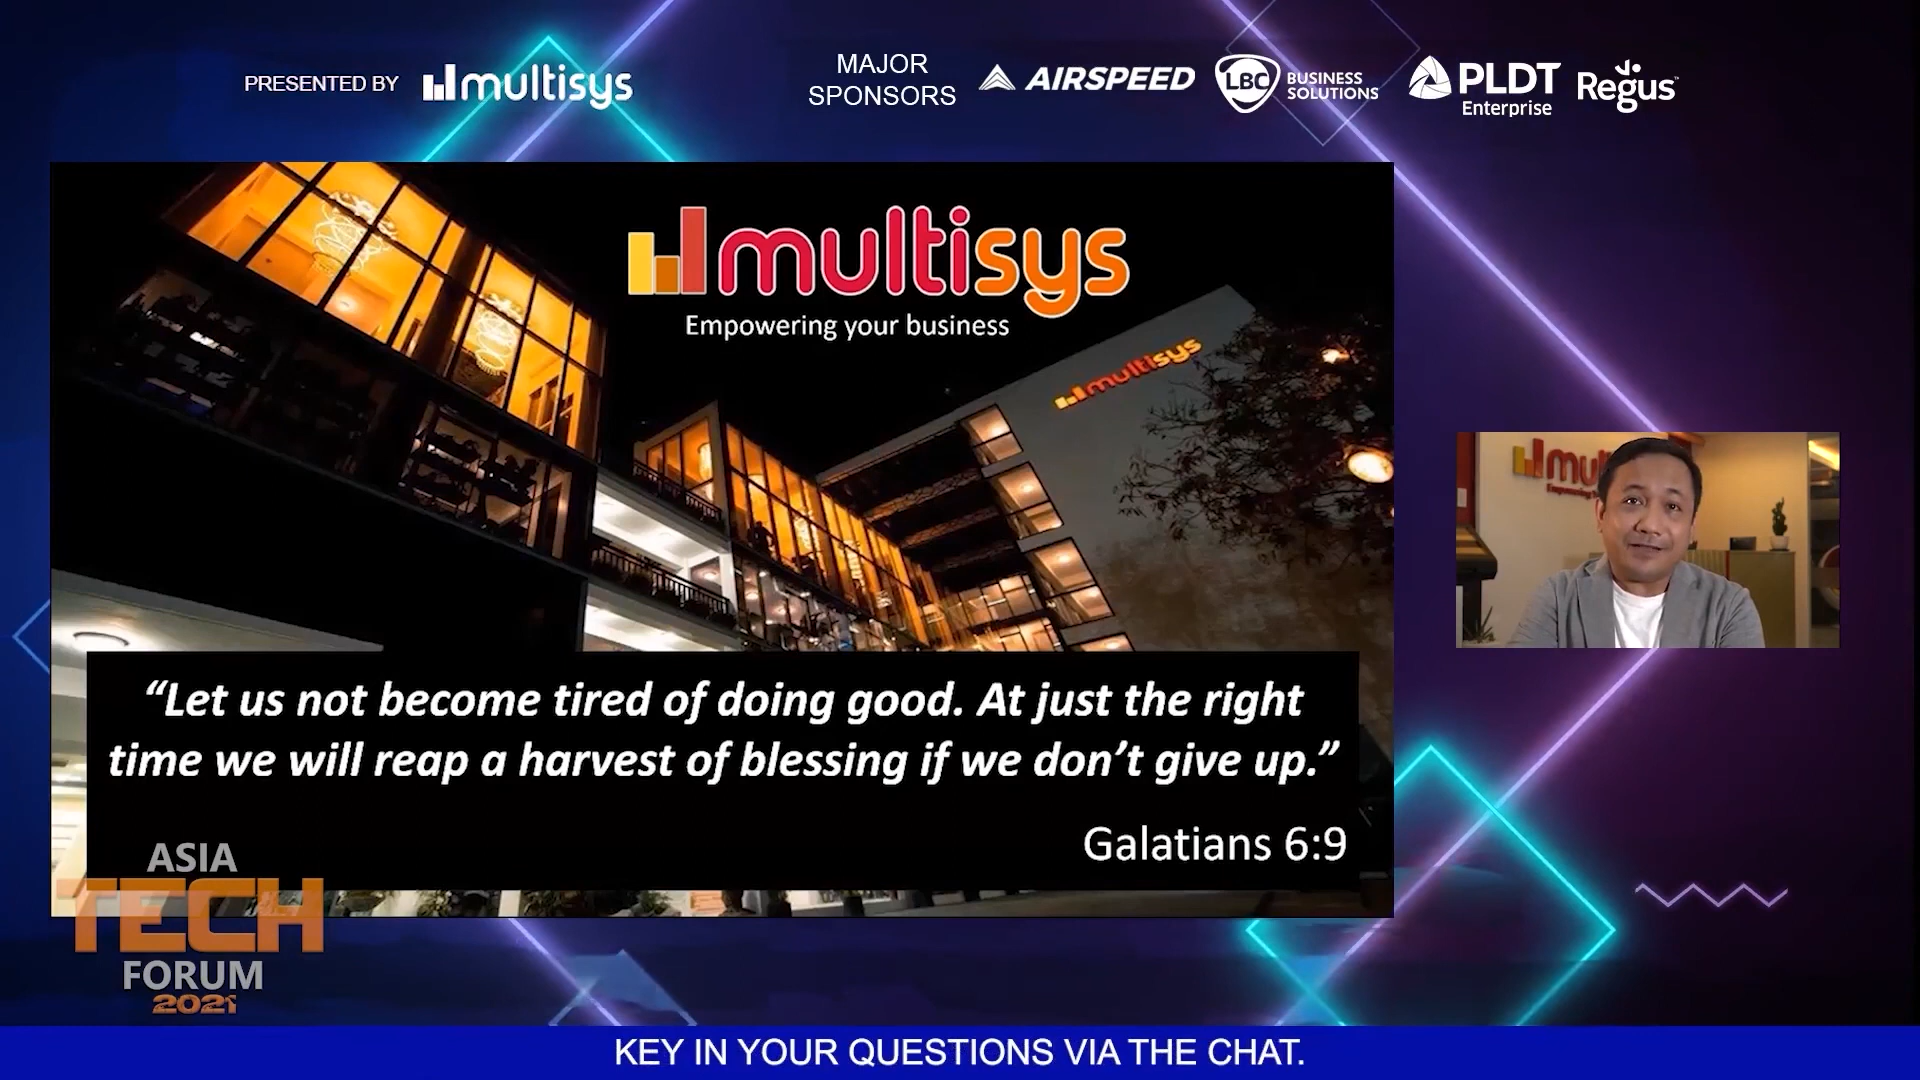 PRESENTED BY
multisys
MAJOR
SPONSORS
AIRSPEED
LBC
BUSINESS
SOLUTIONS
PLDT
Enterprise
Regus™
multisys
Empowering your business
multisys
mul
“Let us not become tired of doing good. At just the right
time we will reap a harvest of blessing if we don’t give up.”
Galatians 6:9
ASIA
TECH
FORUM
2021
KEY IN YOUR QUESTIONS VIA THE CHAT.